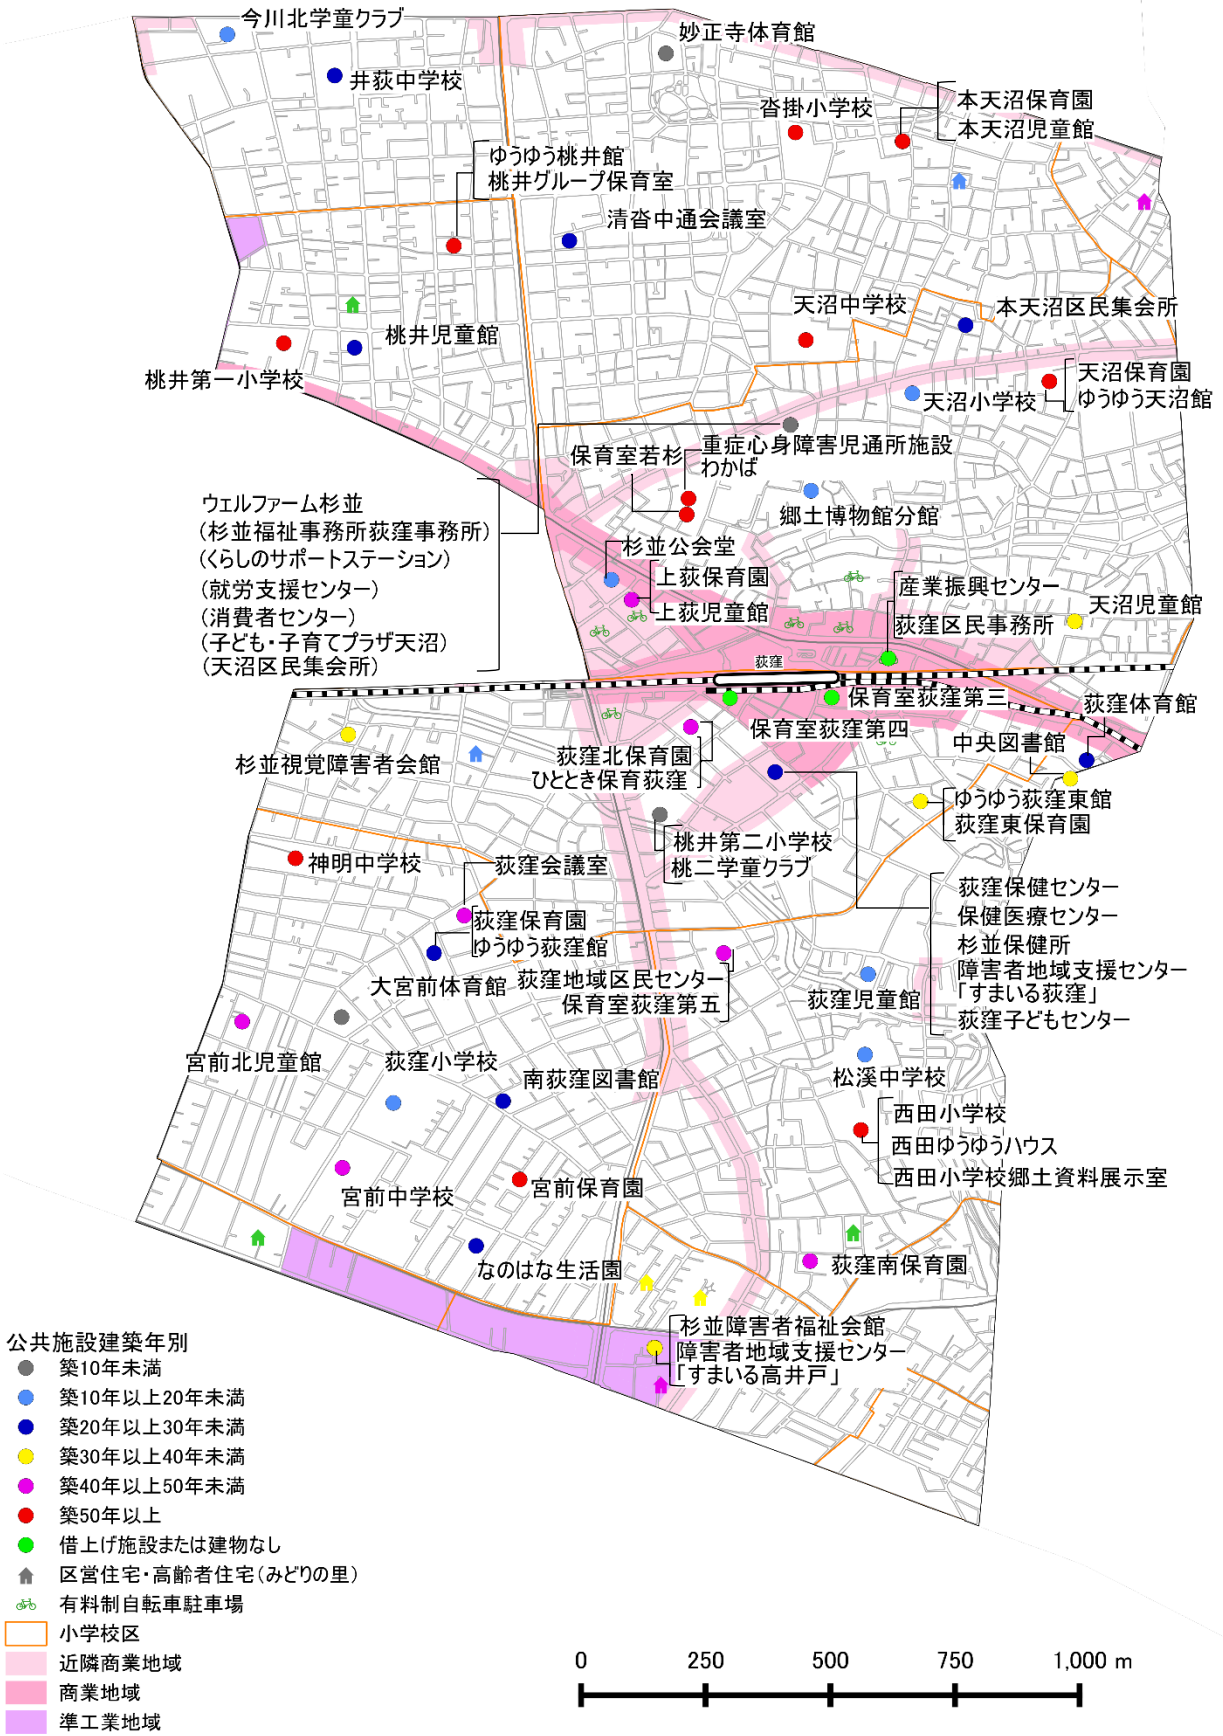 今川北学童クラブ
井荻中学校
妙正寺体育館
沓掛小学校
本天沼保育園
本天沼児童館
ゆうゆう桃井館
桃井グループ保育室
清沓中通会議室
天沼中学校
本天沼区民集会所
桃井児童館
桃井第一小学校
天沼保育園
ゆうゆう天沼館
天沼小学校
重症心身障害児通所施設
わかば
保育室若杉
郷土博物館分館
ウェルファーム杉並
(杉並福祉事務所荻窪事務所)
(くらしのサポートステーション)
(就労支援センター)
(消費者センター)
(子ども・子育てプラザ天沼)
(天沼区民集会所)
杉並公会堂
上荻保育園
上荻児童館
産業振興センター
荻窪区民事務所
天沼児童館
荻窪
保育室荻窪第三
荻窪体育館
保育室荻窪第四
中央図書館
杉並視覚障害者会館
荻窪北保育園
ひととき保育荻窪
ゆうゆう荻窪東館
荻窪東保育園
桃井第二小学校
桃二学童クラブ
神明中学校
荻窪会議室
荻窪保健センター
保健医療センター
杉並保健所
障害者地域支援センター
「すまいる荻窪」
荻窪子どもセンター
荻窪保育園
ゆうゆう荻窪館
大宮前体育館
荻窪地域区民センター
保育室荻窪第五
荻窪児童館
宮前北児童館
荻窪小学校
南荻窪図書館
松溪中学校
西田小学校
西田ゆうゆうハウス
西田小学校郷土資料展示室
宮前中学校
宮前保育園
なのはな生活園
荻窪南保育園
杉並障害者福祉会館
障害者地域支援センター
「すまいる高井戸」
公共施設建築年別
築10年未満
築10年以上20年未満
築20年以上30年未満
築30年以上40年未満
築40年以上50年未満
築50年以上
借上げ施設または建物なし
区営住宅・高齢者住宅(みどりの里)
有料制自転車駐車場
小学校区
近隣商業地域
商業地域
準工業地域
0 250 500 750 1,000 m